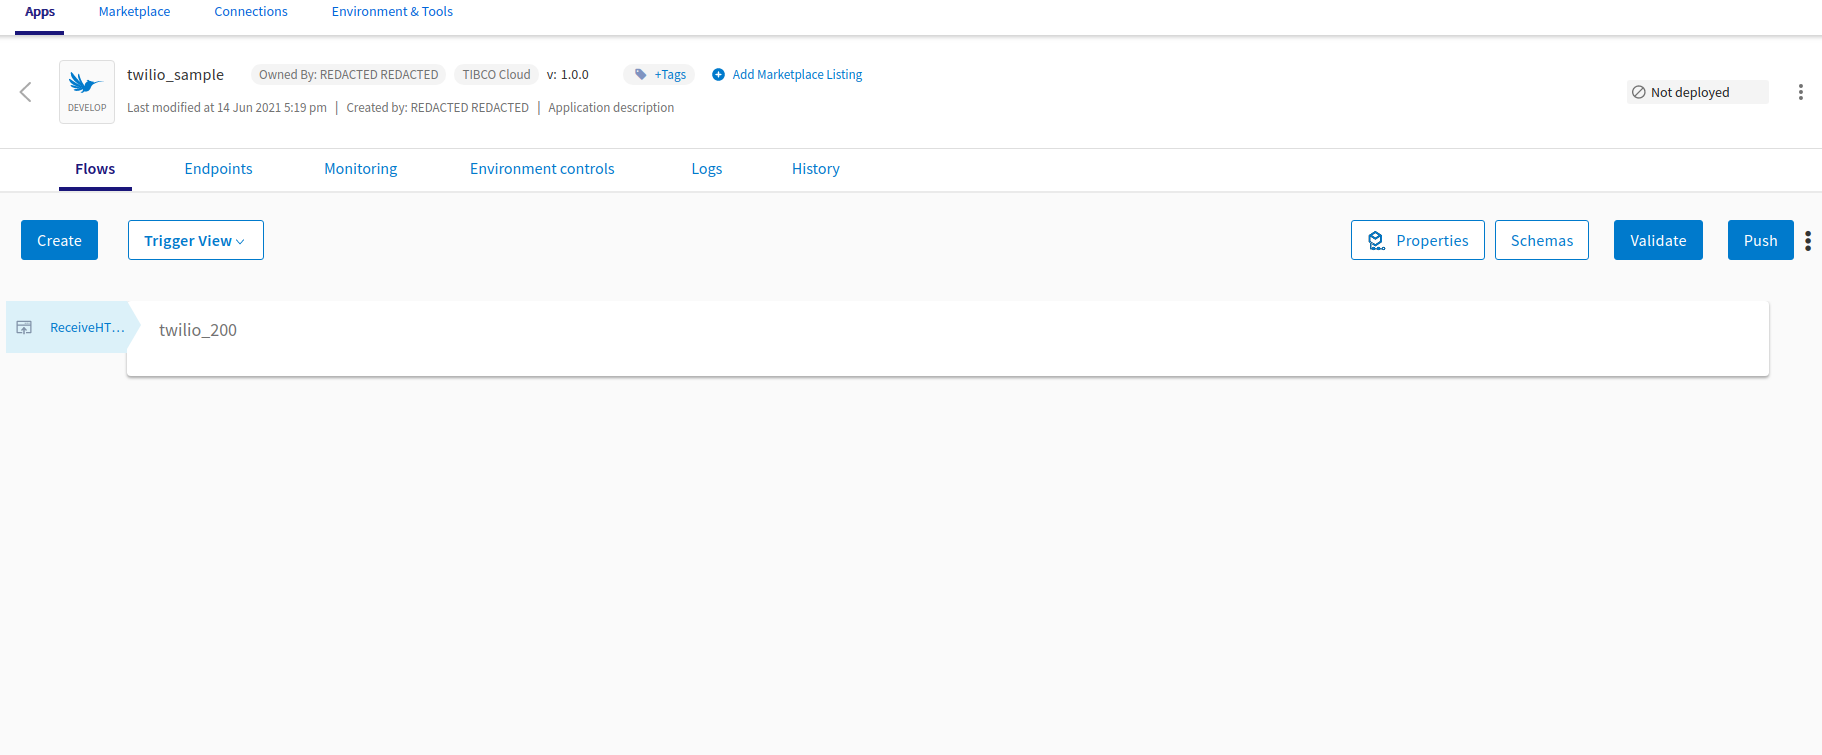 Apps Marketplace Connections Environment & Tools
twilio_sample Owned By: REDACTED REDACTED TIBCO Cloud v: 1.0.0 +Tags Add Marketplace Listing
DEVELOP
Last modified at 14 Jun 2021 5:19 pm | Created by: REDACTED REDACTED | Application description
Not deployed
Flows Endpoints Monitoring Environment controls Logs History
Create Trigger View Properties Schemas Validate Push
ReceiveHT... twilio_200